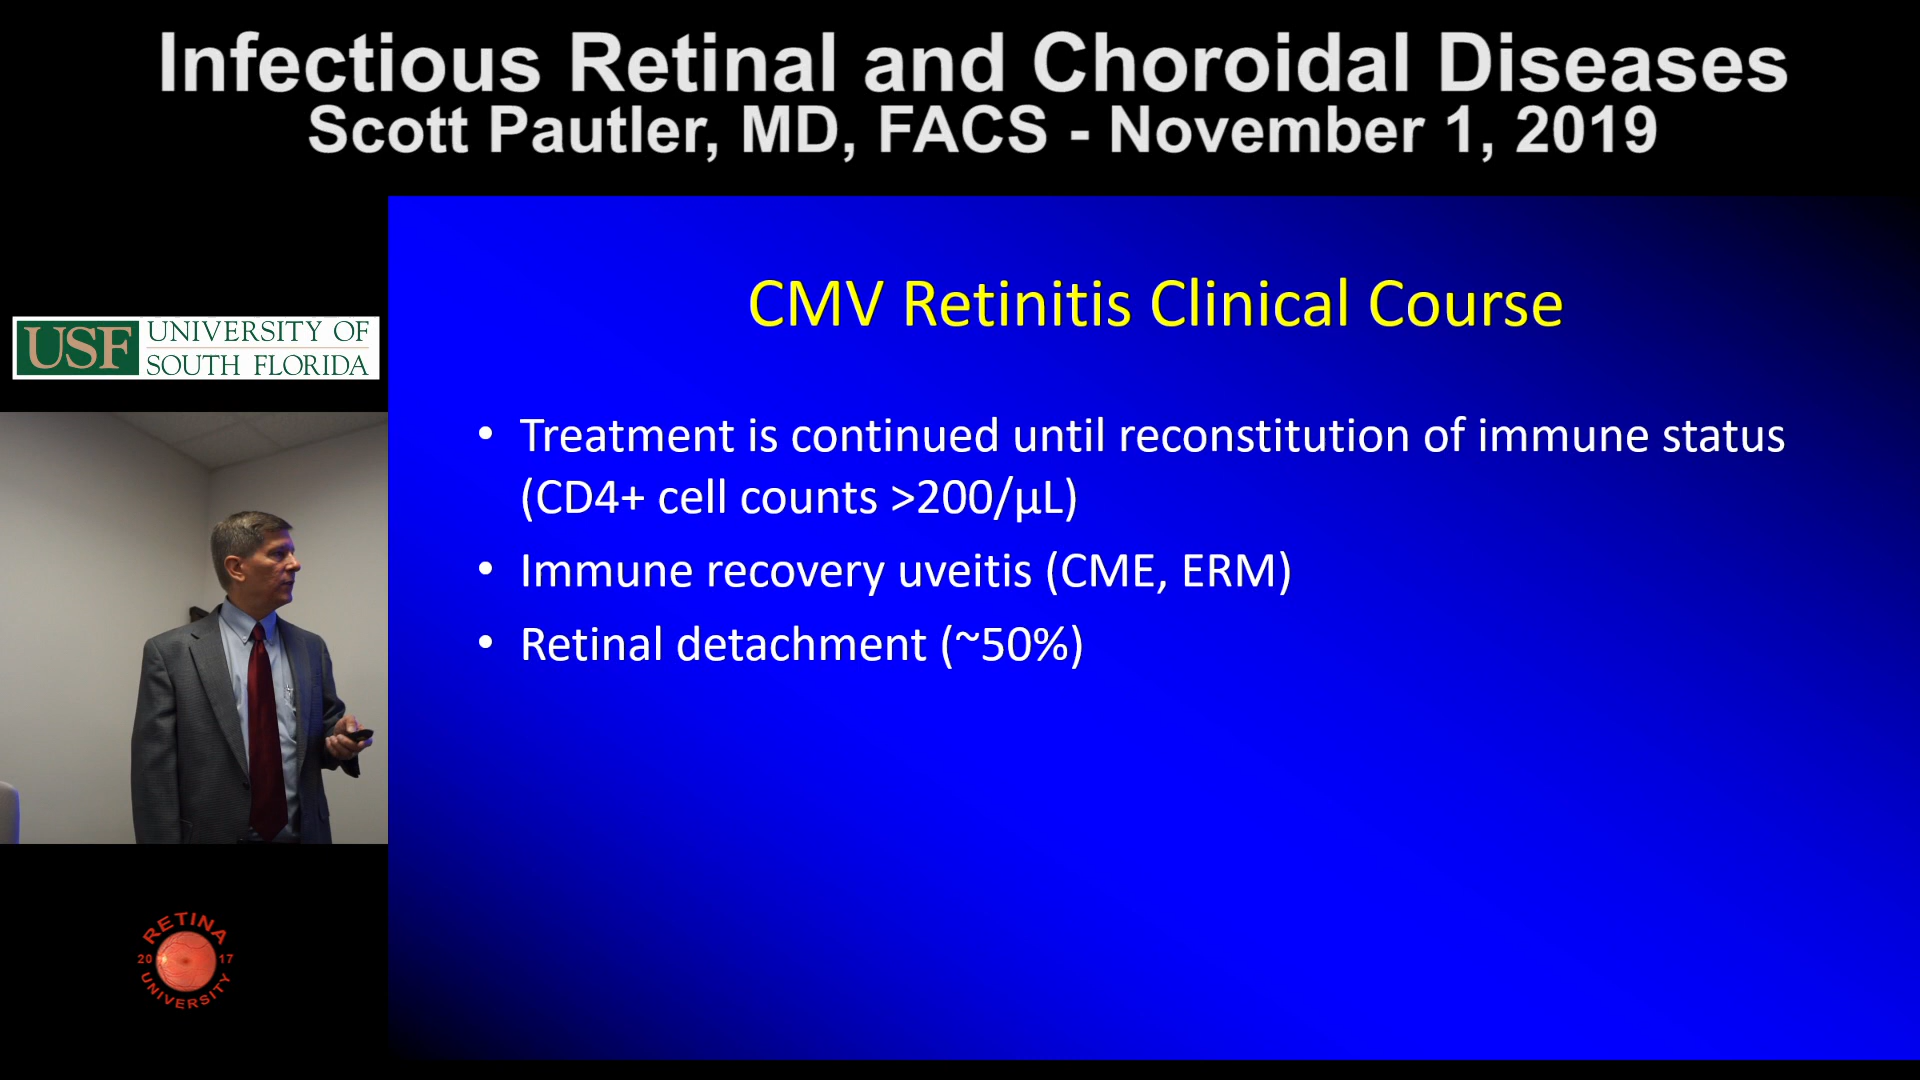 Infectious Retinal and Choroidal Diseases
Scott Pautler, MD, FACS - November 1, 2019
USF UNIVERSITY OF
SOUTH FLORIDA
CMV Retinitis Clinical Course
• Treatment is continued until reconstitution of immune status
(CD4+ cell counts >200/µL)
• Immune recovery uveitis (CME, ERM)
• Retinal detachment (~50%)
RETINA
20 17
UNIVERSITY